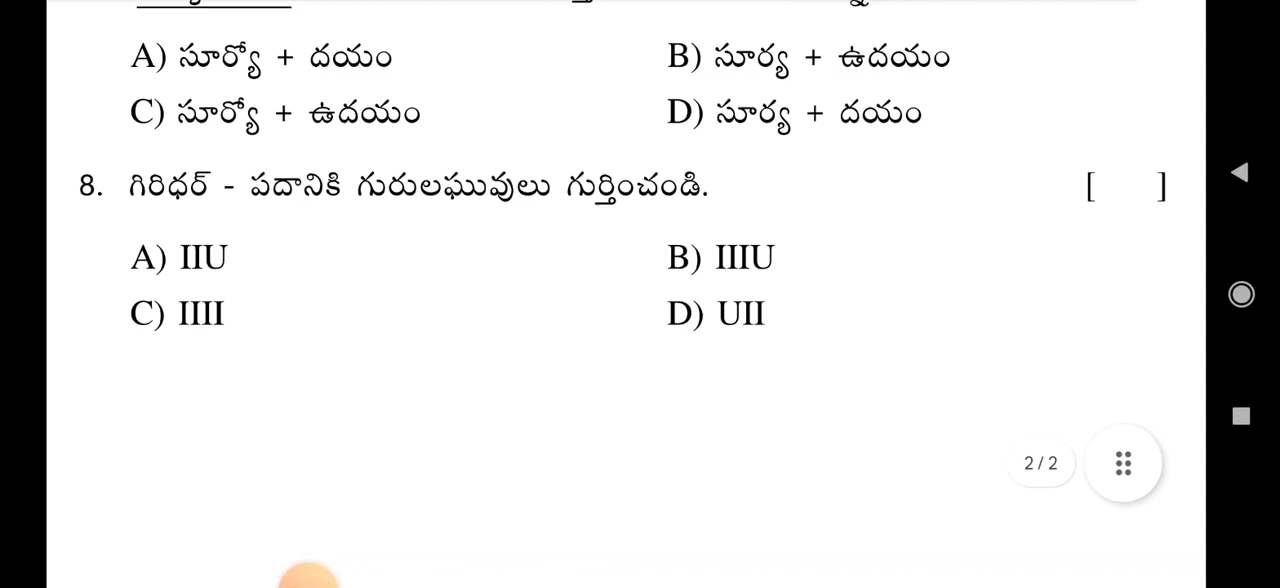 A) సూర్యో + దయం B) సూర్య + ఉదయం
C) సూర్యో + ఉదయం D) సూర్య + దయం
8. గిరిధర్ - పదానికి గురులఘువులు గుర్తించండి. [ ]
A) IIU B) IIIU
C) IIII D) UII
2 / 2